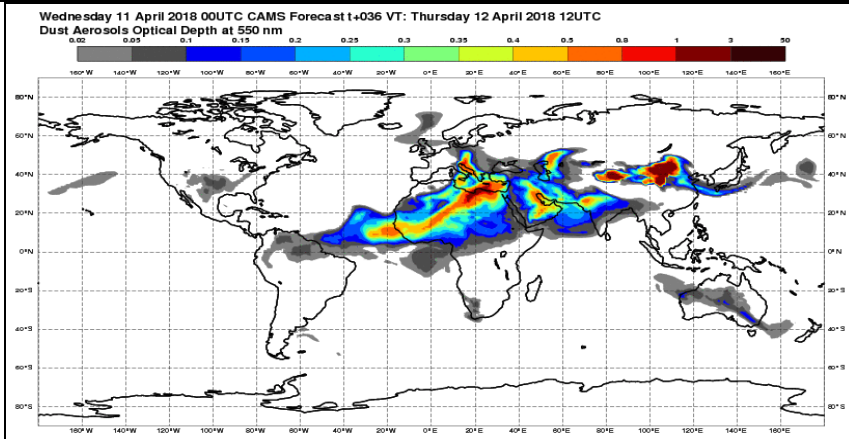 Wednesday 11 April 2018 00UTC CAMS Forecast t+036 VT: Thursday 12 April 2018 12UTC
Dust Aerosols Optical Depth at 550 nm
0.02 0.05 0.1 0.15 0.2 0.25 0.3 0.35 0.4 0.5 0.8 1 3 50
160°W 140°W 120°W 100°W 80°W 60°W 40°W 20°W 0°E 20°E 40°E 60°E 80°E 100°E 120°E 140°E 160°E
80°N 80°N
60°N 60°N
40°N 40°N
20°N 20°N
0°N 0°N
20°S 20°S
40°S 40°S
60°S 60°S
80°S 80°S
160°W 140°W 120°W 100°W 80°W 60°W 40°W 20°W 0°E 20°E 40°E 60°E 80°E 100°E 120°E 140°E 160°E